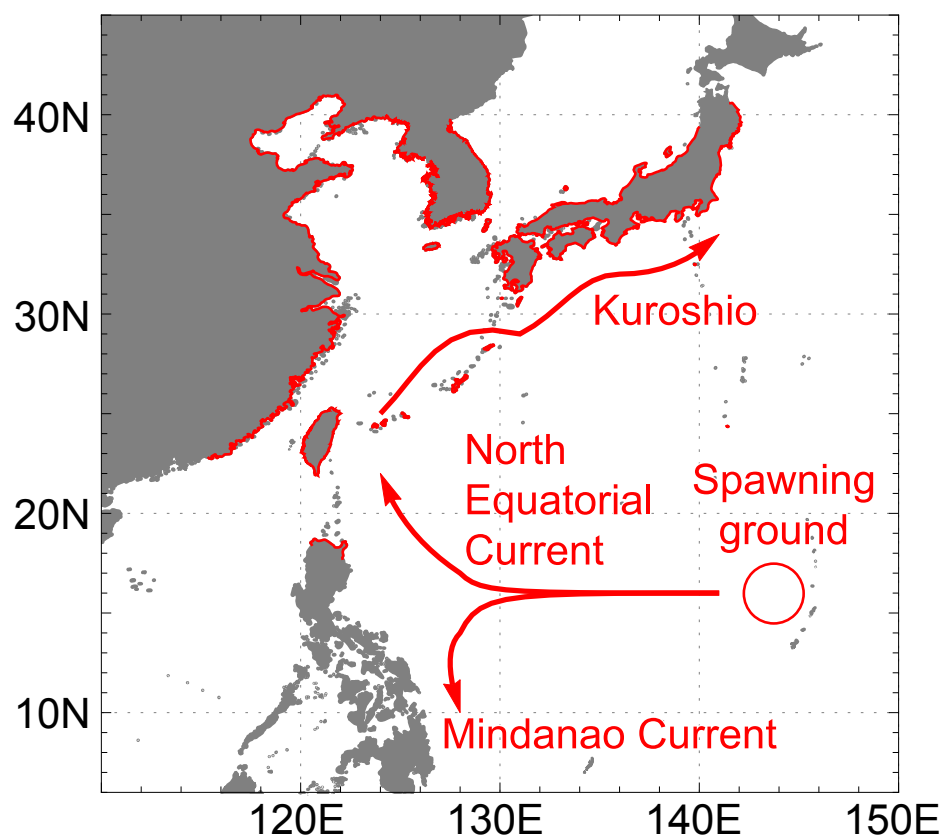 40N
30N
20N
10N
Kuroshio
North
Equatorial
Current
Spawning
ground
Mindanao Current
120E
130E
140E
150E